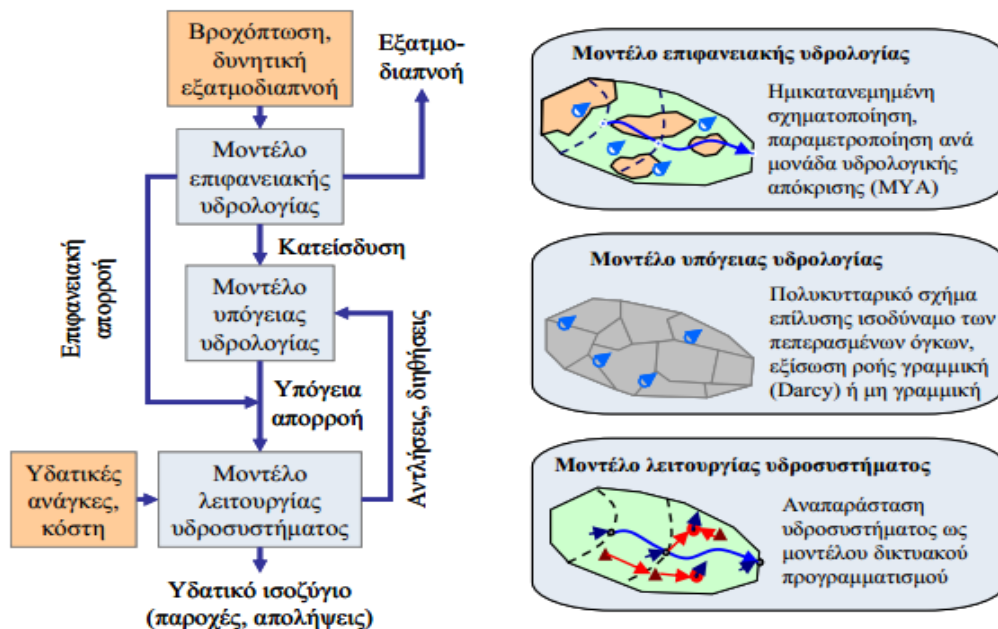 Βροχόπτωση,
δυνητική
εξατμοδιαπνοή
Εξατμο-
διαπνοή
Μοντέλο
επιφανειακής
υδρολογίας
Επιφανειακή
απορροή
Κατείσδυση
Μοντέλο
υπόγειας
υδρολογίας
Υπόγεια
απορροή
Αντλήσεις, διηθήσεις
Υδατικές
ανάγκες,
κόστη
Μοντέλο
λειτουργίας
υδροσυστήματος
Υδατικό ισοζύγιο
(παροχές, απολήψεις)
Μοντέλο επιφανειακής υδρολογίας
Ημικατανεμημένη
σχηματοποίηση,
παραμετροποίηση ανά
μονάδα υδρολογικής
απόκρισης (ΜΥΑ)
Μοντέλο υπόγειας υδρολογίας
Πολυκυτταρικό σχήμα
επίλυσης ισοδύναμο των
πεπερασμένων όγκων,
εξίσωση ροής γραμμική
(Darcy) ή μη γραμμική
Μοντέλο λειτουργίας υδροσυστήματος
Αναπαράσταση
υδροσυστήματος ως
μοντέλου δικτυακού
προγραμματισμού